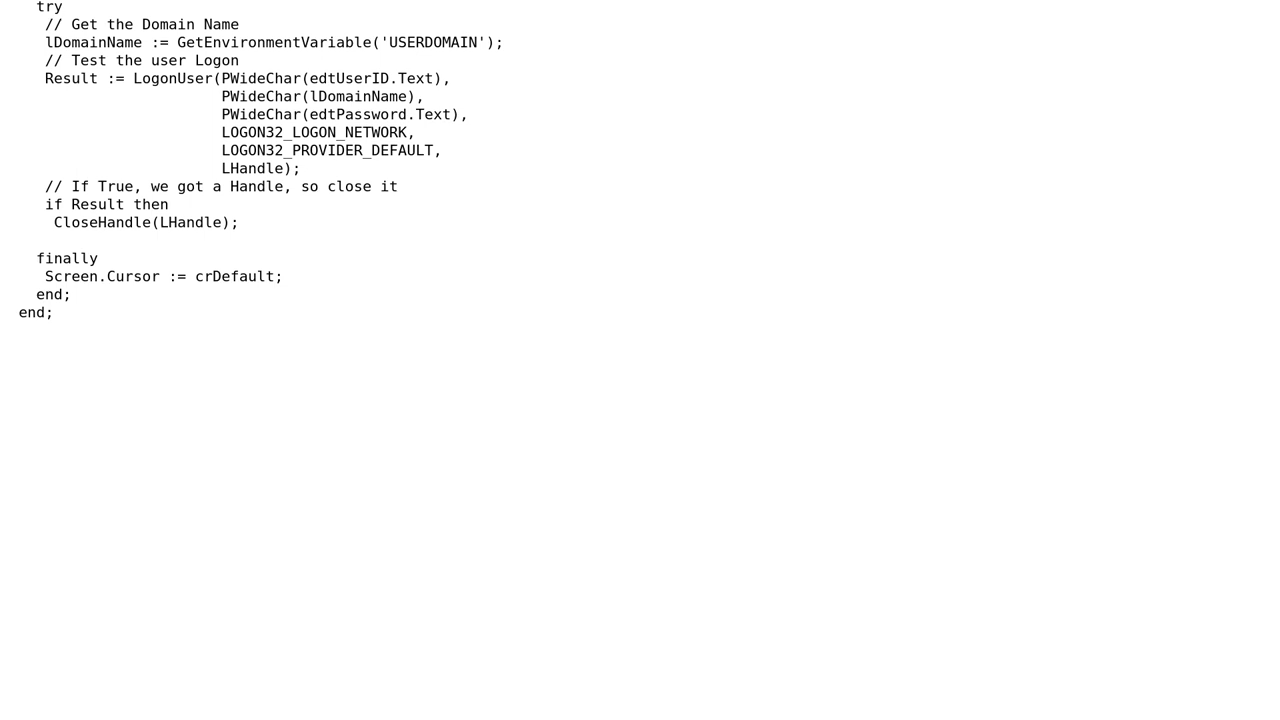 try
// Get the Domain Name
lDomainName := GetEnvironmentVariable('USERDOMAIN');
// Test the user Logon
Result := LogonUser(PWideChar(edtUserID.Text),
PWideChar(lDomainName),
PWideChar(edtPassword.Text),
LOGON32_LOGON_NETWORK,
LOGON32_PROVIDER_DEFAULT,
LHandle);
// If True, we got a Handle, so close it
if Result then
CloseHandle(LHandle);
finally
Screen.Cursor := crDefault;
end;
end;